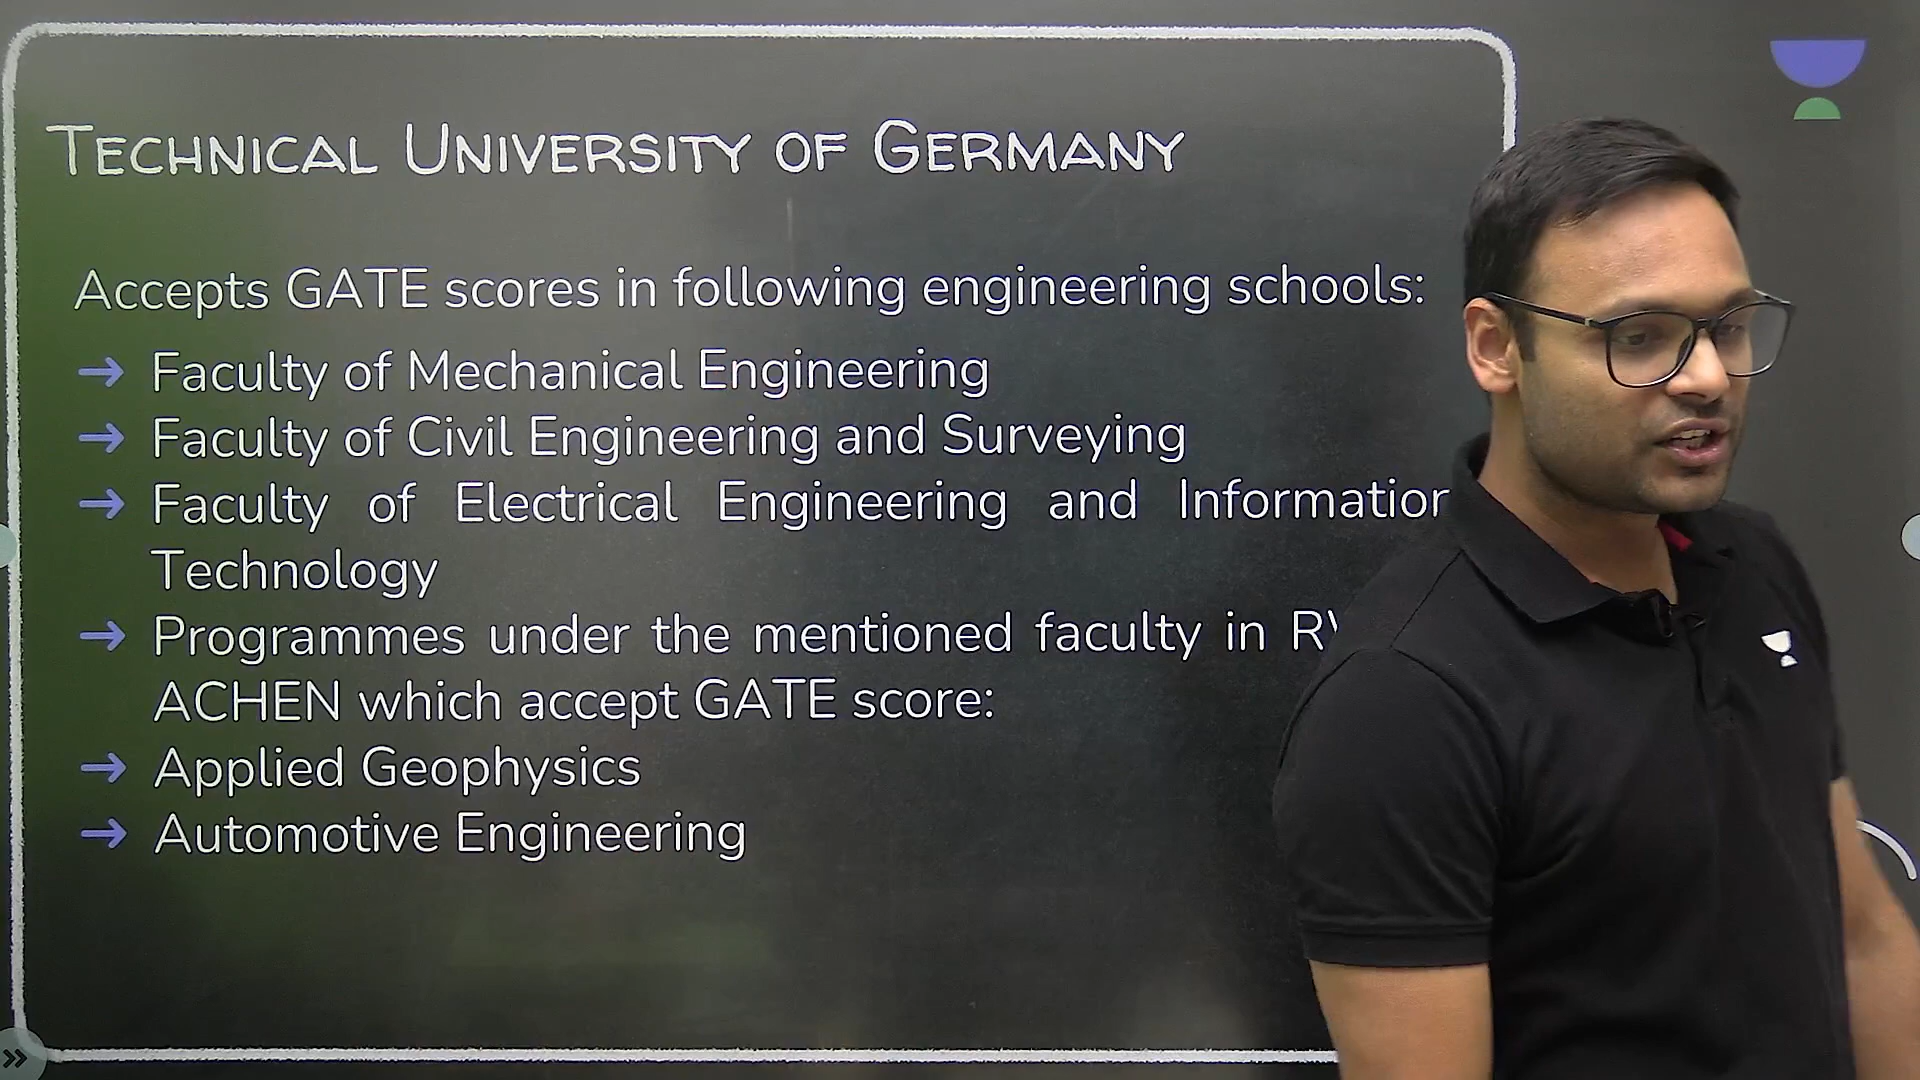 TECHNICAL UNIVERSITY OF GERMANY
Accepts GATE scores in following engineering schools:
Faculty of Mechanical Engineering
Faculty of Civil Engineering and Surveying
Faculty of Electrical Engineering and Information
Technology
Programmes under the mentioned faculty in
ACHEN which accept GATE score:
Applied Geophysics
Automotive Engineering